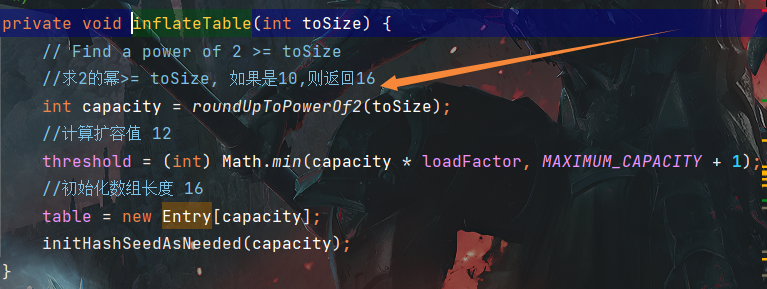 private void inflateTable(int toSize) {
// Find a power of 2 >= toSize
//求2的幂>= toSize, 如果是10,则返回16
int capacity = roundUpToPowerOf2(toSize);
//计算扩容值 12
threshold = (int) Math.min(capacity * loadFactor, MAXIMUM_CAPACITY + 1);
//初始化数组长度 16
table = new Entry[capacity];
initHashSeedAsNeeded(capacity);
}